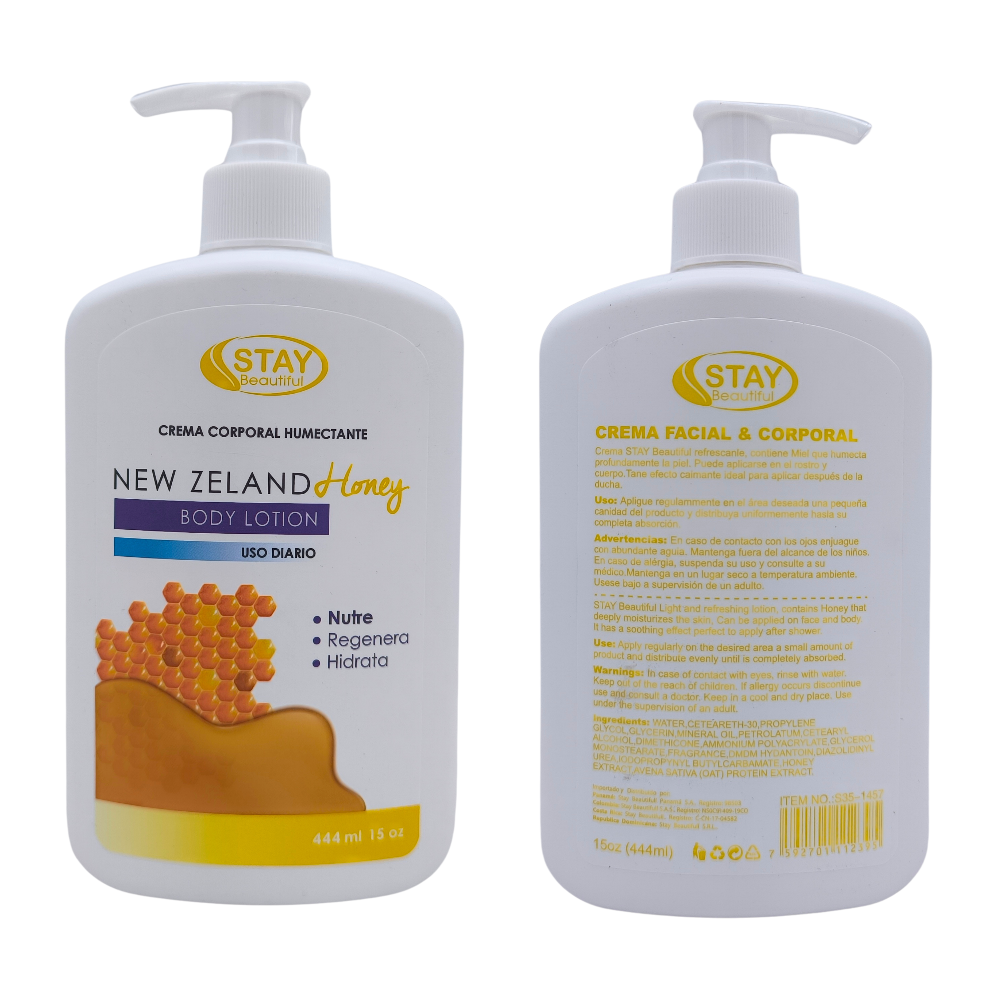 STAY
Beautiful
CREMA CORPORAL HUMECTANTE
NEW ZELAND Honey
BODY LOTION
USO DIARIO
• Nutre
• Regenera
• Hidrata
444 ml 15 oz
STAY
Beautiful
CREMA FACIAL & CORPORAL
Crema STAY Beautiful refrescante, contiene Miel que humecta
profundamente la piel. Puede aplicarse en el rostro y
cuerpo.Tane efecto calmante ideal para aplicar después de la
ducha.
Uso: Apligue regulammente en el área deseada una pequeña
canidad del producto y distribuya uniformemente hasia su
completa absorción.
Advertencias: En caso de contacto con los ojos enjuague
con abundante aguia. Mantenga fuera del alcance de los niños.
En caso de alérgia, suspenda su uso y consulte a su
médico.Mantenga en un lugar seco a temperatura ambiente.
Usese bajo a supervisión de un adulto.
STAY Beautiful Light and refreshing lotion, contains Honey that
deeply moisturizes the skin. Can be applied on face and body.
It has a soothing effect perfect to apply after shower.
Use: Apply regularly on the desired area a small amount of
product and distribute evenly until is completely absorbed.
Warnings: In case of contact with eyes, rinse with water.
Keep out of the reach of children. If allergy occurs discontinue
use and consull a doctor. Keep in a cool and dry place. Use
under the supervision of an adult.
Ingredients: WATER,CETEARETH-30,PROPYLENE
GLYCOL,GLYCERIN,MINERAL OIL,PETROLATUM,CETEARYL
ALCOHOL,DIMETHICONE,AMMONIUM POLYACRYLATE,GLYCEROL
MONOSTEARATE,FRAGRANCE,DMDM HYDANTOIN,DIAZOLIDINYL
UREA,IODOPROPYNYL BUTYLCARBAMATE,HONEY
EXTRACT,AVENA SATIVA (OAT) PROTEIN EXTRACT.
ITEM NO.:S35-1457
15oz (444ml)
7 592701411239